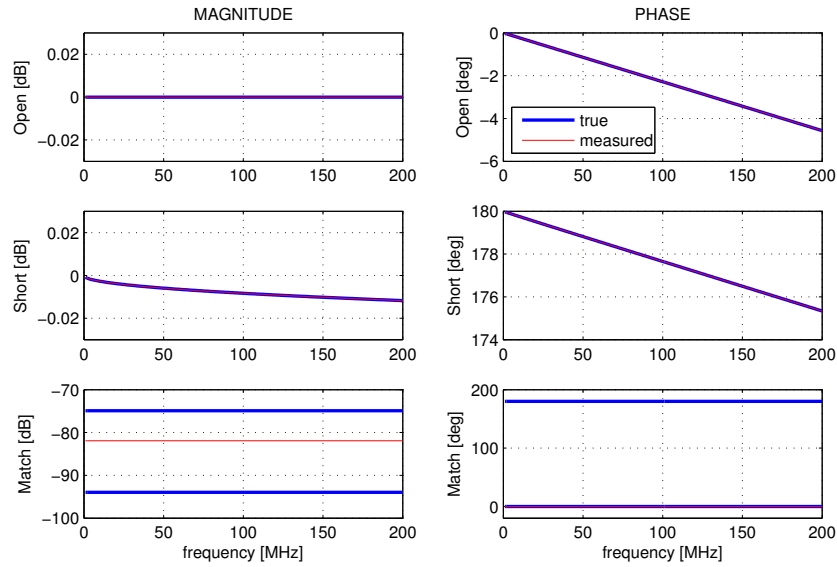 MAGNITUDE
Open [dB]
0.02
0
−0.02
0 50 100 150 200
PHASE
Open [deg]
0
−2
−4
−6
true
measured
0 50 100 150 200
Short [dB]
0.02
0
−0.02
0 50 100 150 200
Short [deg]
180
178
176
174
0 50 100 150 200
Match [dB]
−70
−80
−90
−100
0 50 100 150 200
frequency [MHz]
Match [deg]
200
100
0
0 50 100 150 200
frequency [MHz]